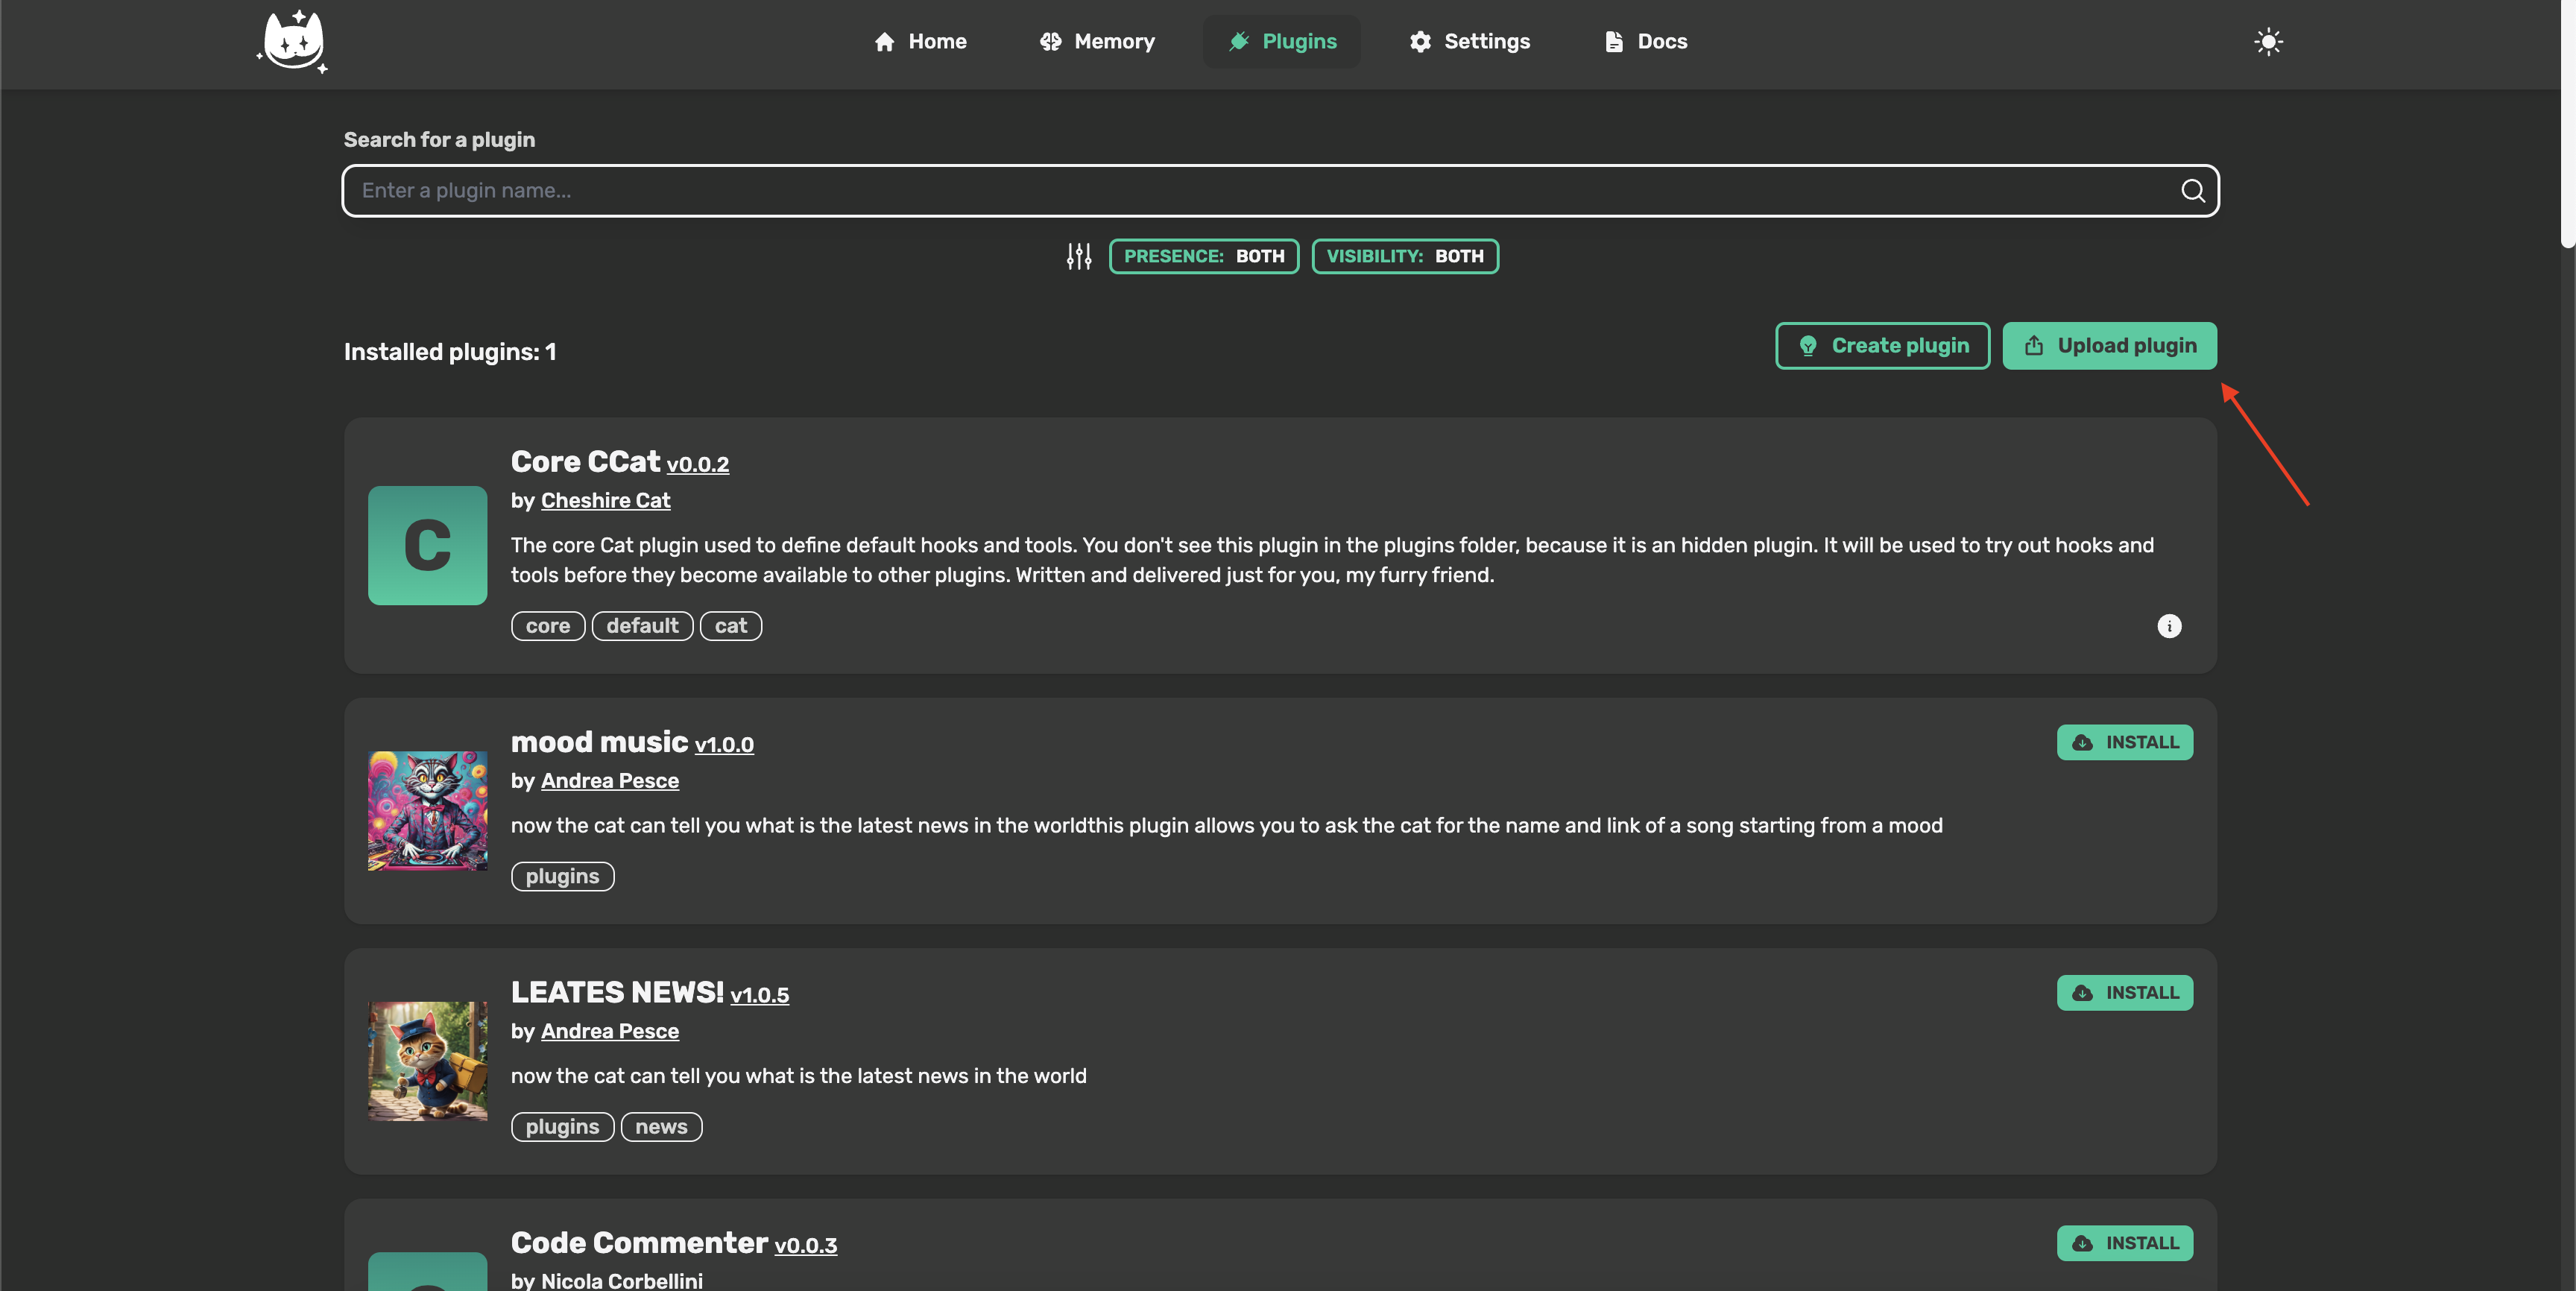 Home Memory Plugins Settings Docs
Search for a plugin
Enter a plugin name...
PRESENCE: BOTH VISIBILITY: BOTH
Installed plugins: 1
Create plugin Upload plugin
C
Core CCat v0.0.2
by Cheshire Cat
The core Cat plugin used to define default hooks and tools. You don't see this plugin in the plugins folder, because it is an hidden plugin. It will be used to try out hooks and
tools before they become available to other plugins. Written and delivered just for you, my furry friend.
core default cat
mood music v1.0.0
INSTALL
by Andrea Pesce
now the cat can tell you what is the latest news in the worldthis plugin allows you to ask the cat for the name and link of a song starting from a mood
plugins
LEATES NEWS! v1.0.5
INSTALL
by Andrea Pesce
now the cat can tell you what is the latest news in the world
plugins news
Code Commenter v0.0.3
INSTALL
by Nicola Corbellini